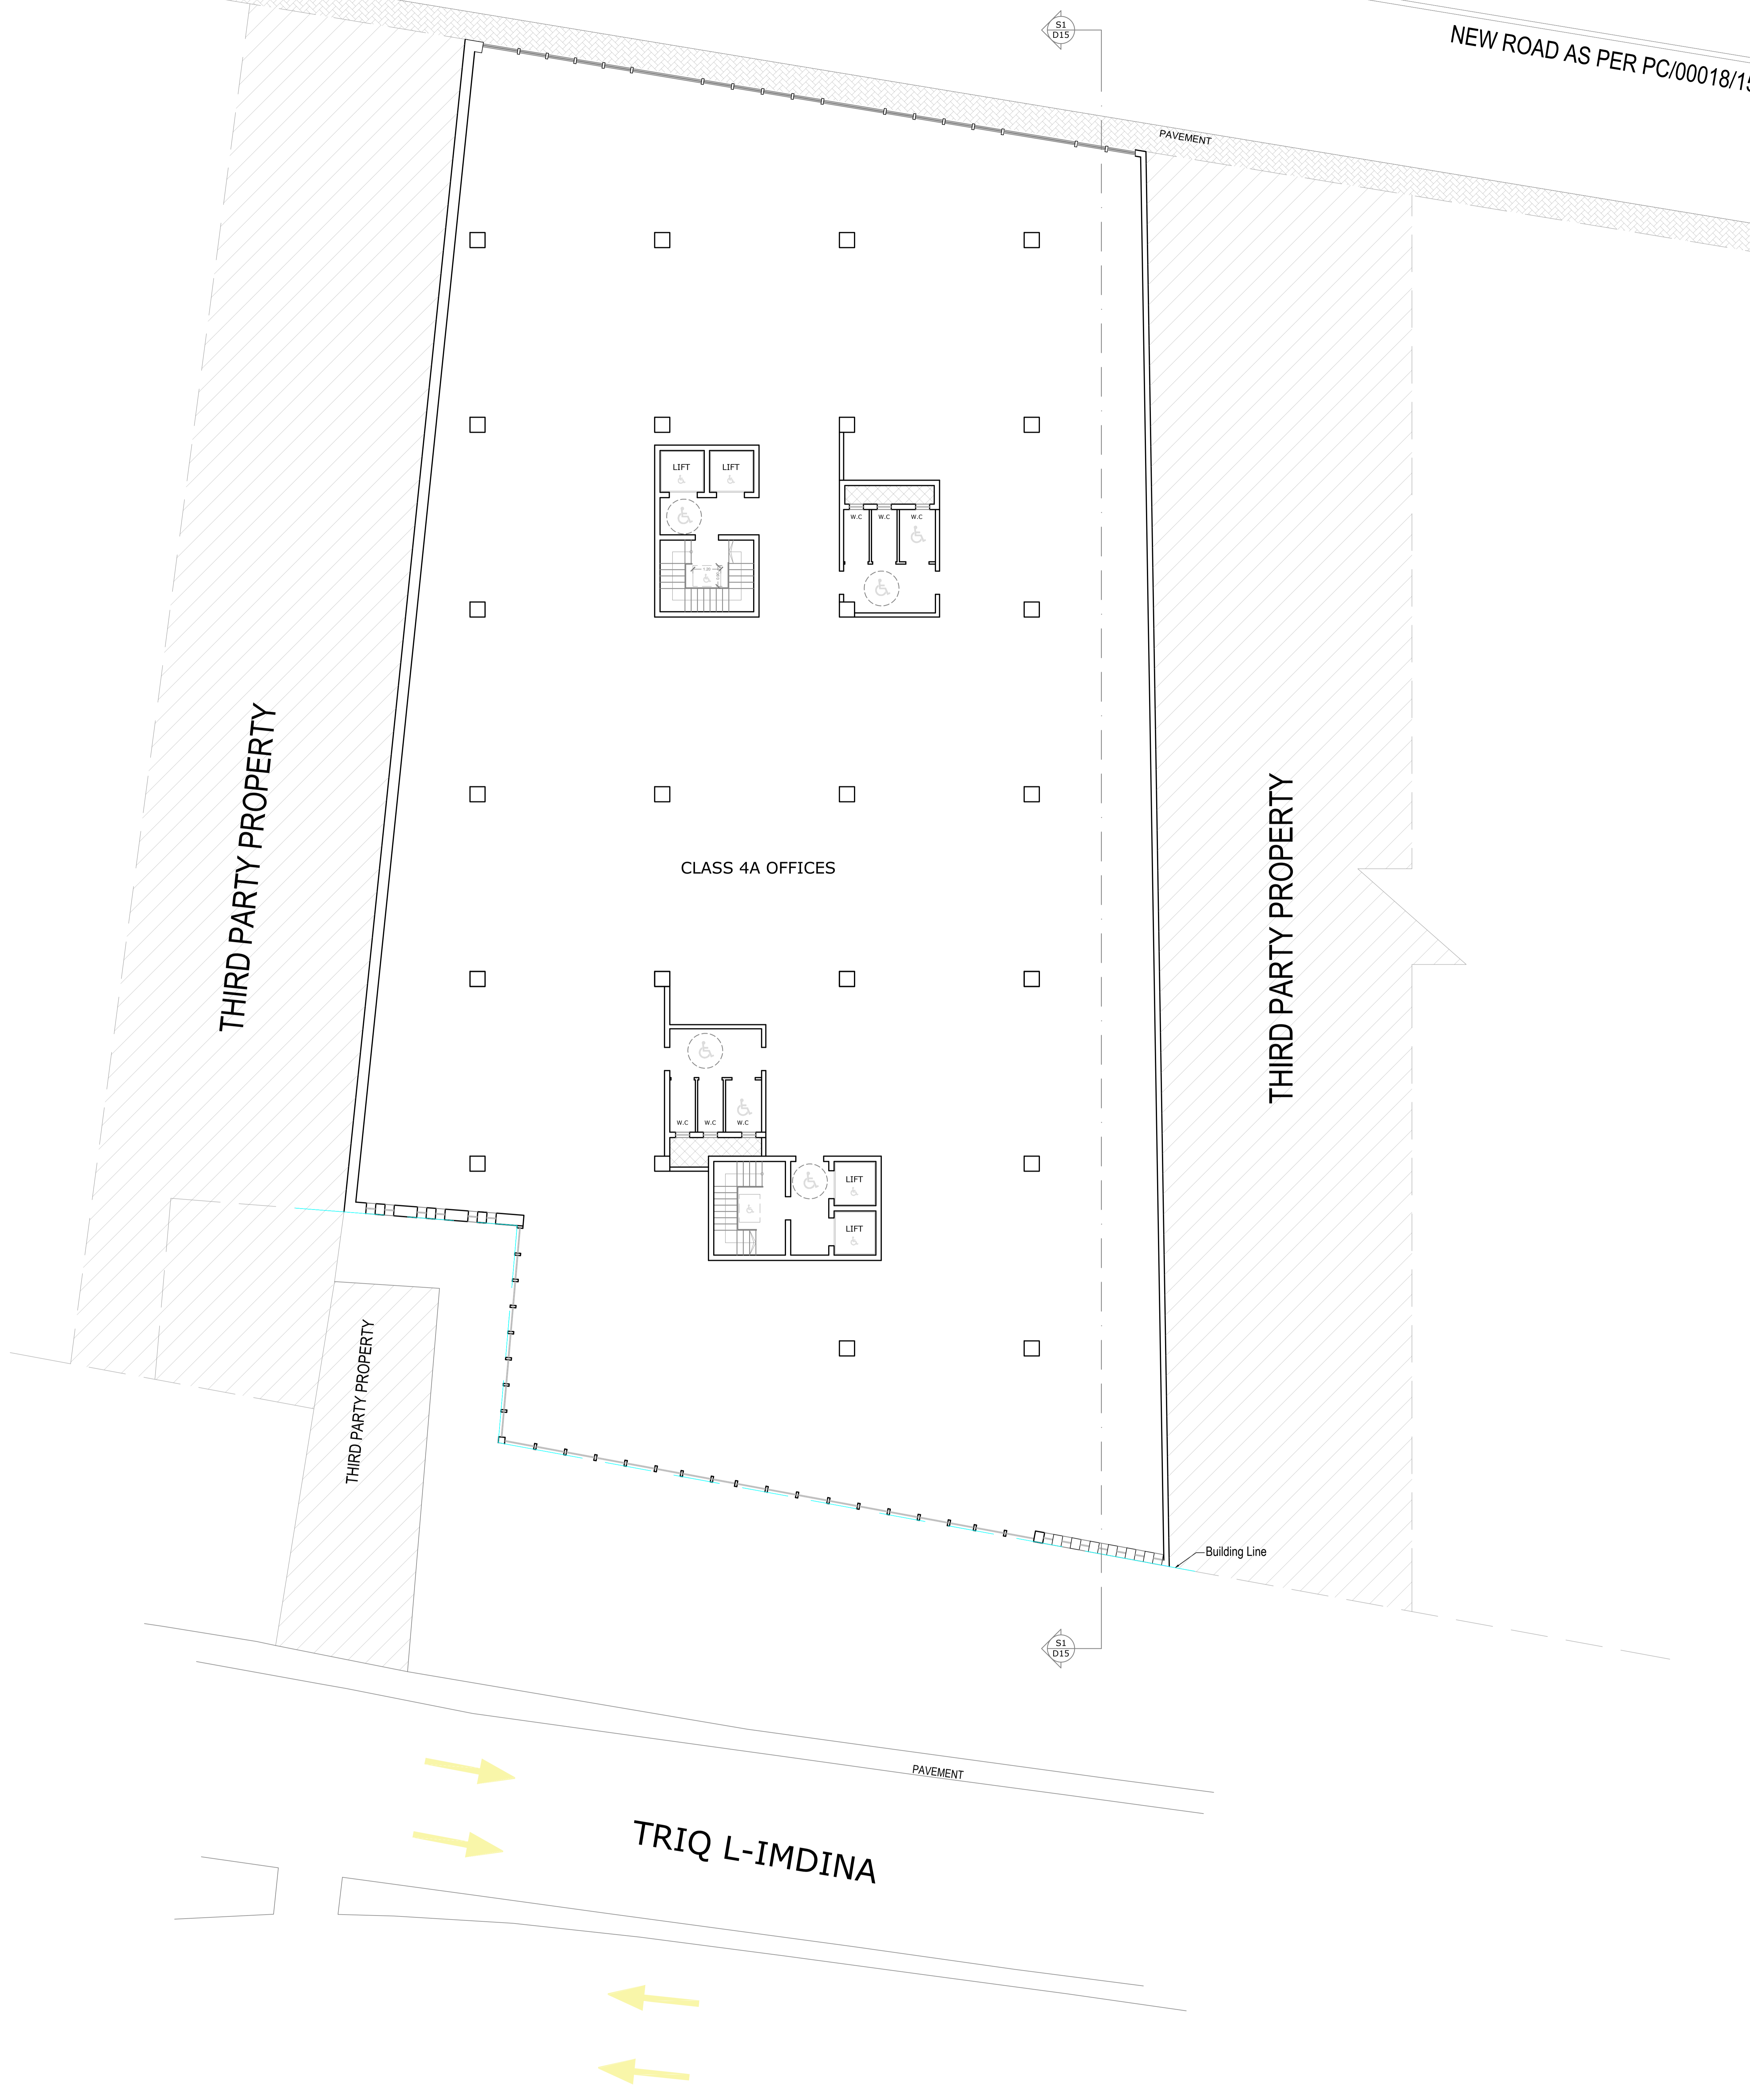 S1
D15
NEW ROAD AS PER PC/00018/15
PAVEMENT
LIFT
LIFT
W.C
W.C
W.C
THIRD PARTY PROPERTY
THIRD PARTY PROPERTY
CLASS 4A OFFICES
W.C
W.C
W.C
LIFT
LIFT
THIRD PARTY PROPERTY
Building Line
S1
D15
PAVEMENT
TRIQ L-IMDINA